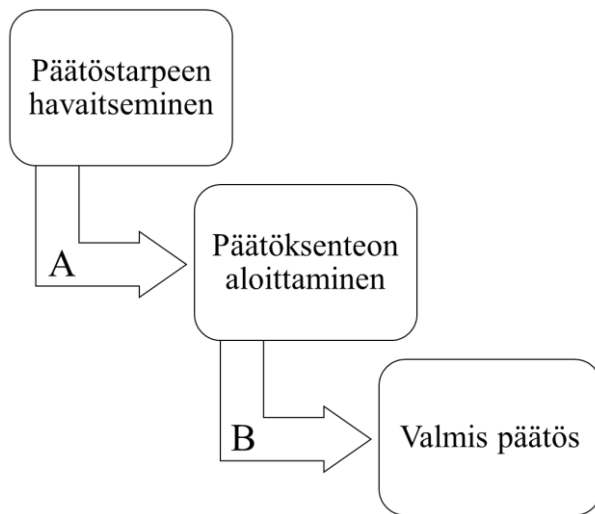 Päätöstarpeen
havaitseminen
A
Päätöksenteon
aloittaminen
B
Valmis päätös